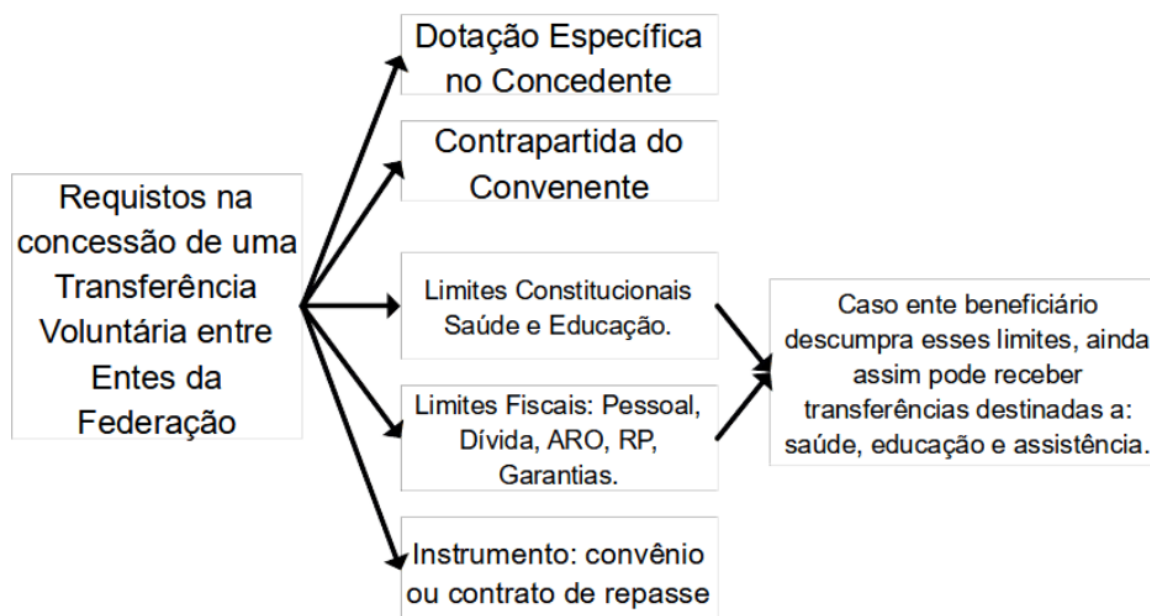 Requistos na
concessão de uma
Transferência
Voluntária entre
Entes da
Federação
Dotação Específica
no Concedente
Contrapartida do
Convenente
Limites Constitucionais
Saúde e Educação.
Limites Fiscais: Pessoal,
Dívida, ARO, RP,
Garantias.
Instrumento: convênio
ou contrato de repasse
Caso ente beneficiário
descumpra esses limites, ainda
assim pode receber
transferências destinadas a:
saúde, educação e assistência.